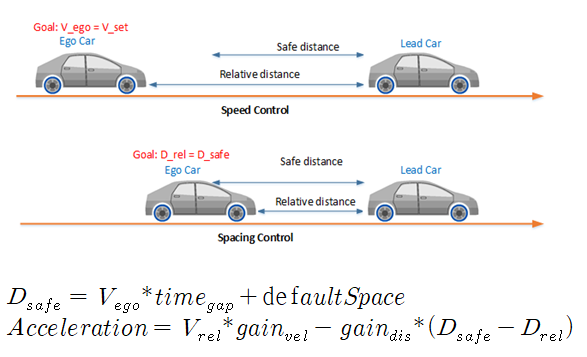 Goal: V_ego = V_set
Ego Car
Safe distance
Lead Car
Relative distance
Speed Control
Goal: D_rel = D_safe
Ego Car
Safe distance
Lead Car
Relative distance
Spacing Control
D_safe = V_ego*time_gap + defaultSpace
Acceleration = V_rel*gain_vel − gain_dis*(D_safe − D_rel)